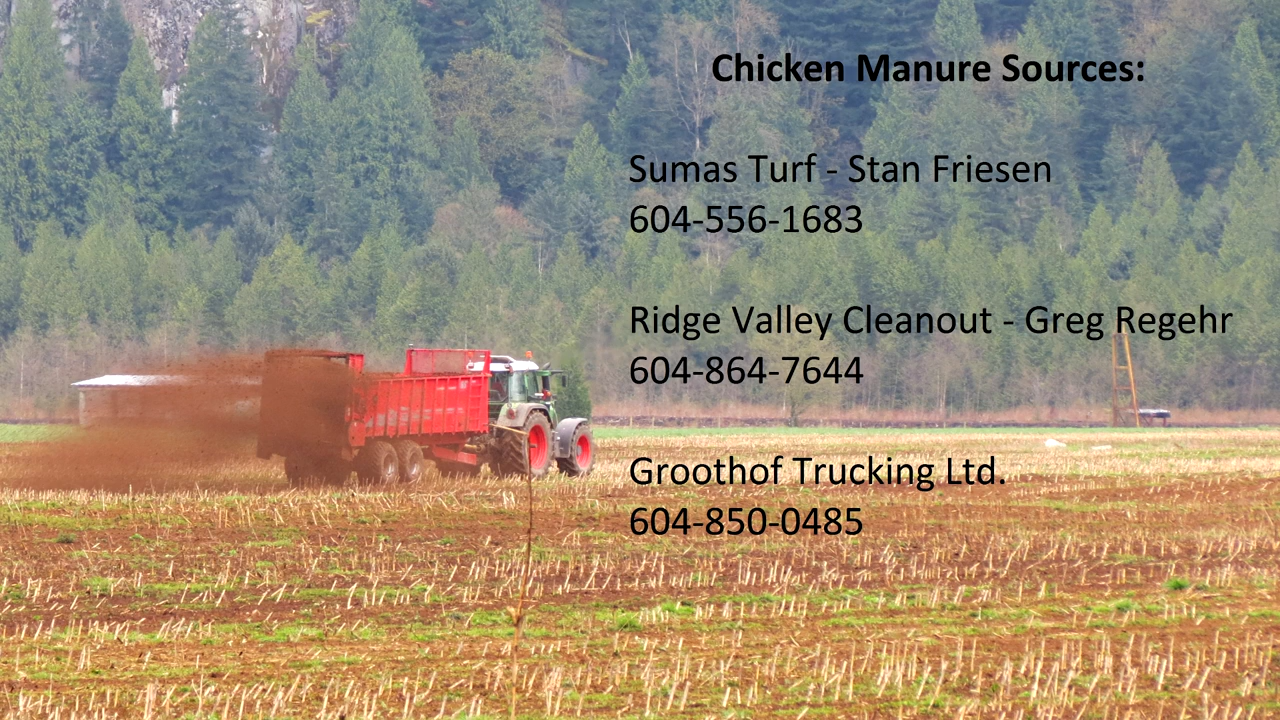 Chicken Manure Sources:
Sumas Turf - Stan Friesen
604-556-1683
Ridge Valley Cleanout - Greg Regehr
604-864-7644
Groothof Trucking Ltd.
604-850-0485